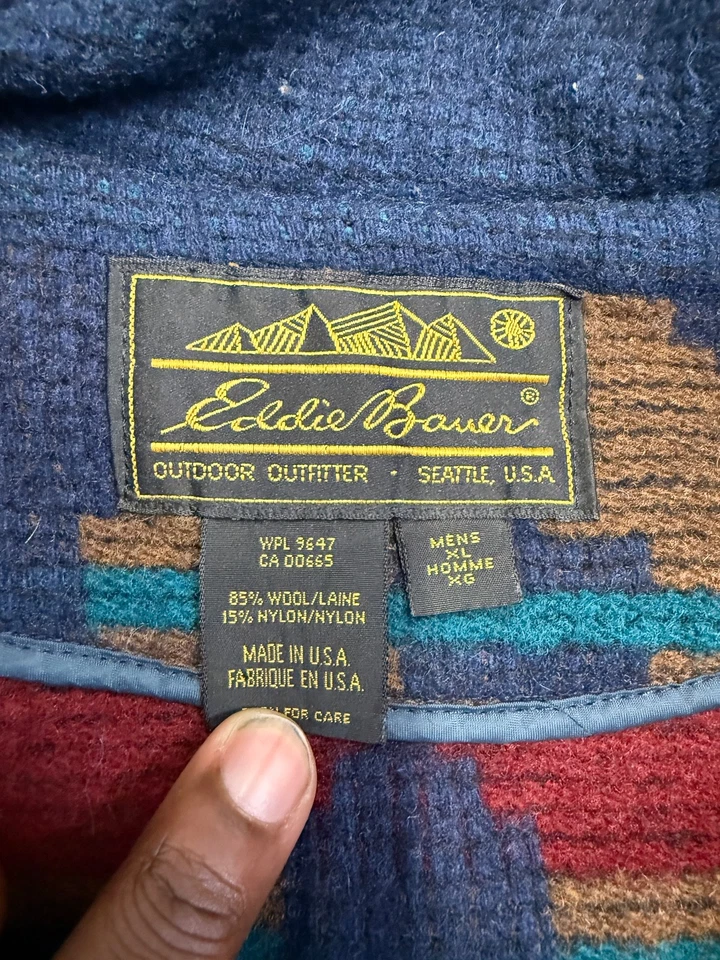 Eddie Bauer®
OUTDOOR OUTFITTER · SEATTLE, U.S.A
WPL 9647
CA 00665
85% WOOL/LAINE
15% NYLON/NYLON
MADE IN U.S.A.
FABRIQUE EN U.S.A.
FOR CARE
MENS
XL
HOMME
XG